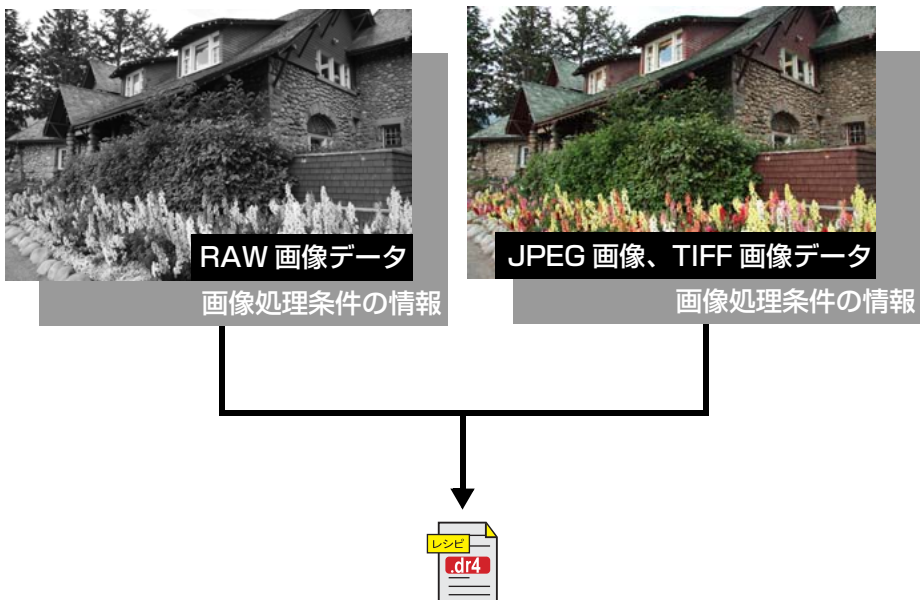 RAW 画像データ
画像処理条件の情報
JPEG 画像、TIFF 画像データ
画像処理条件の情報
レシピ
.dr4